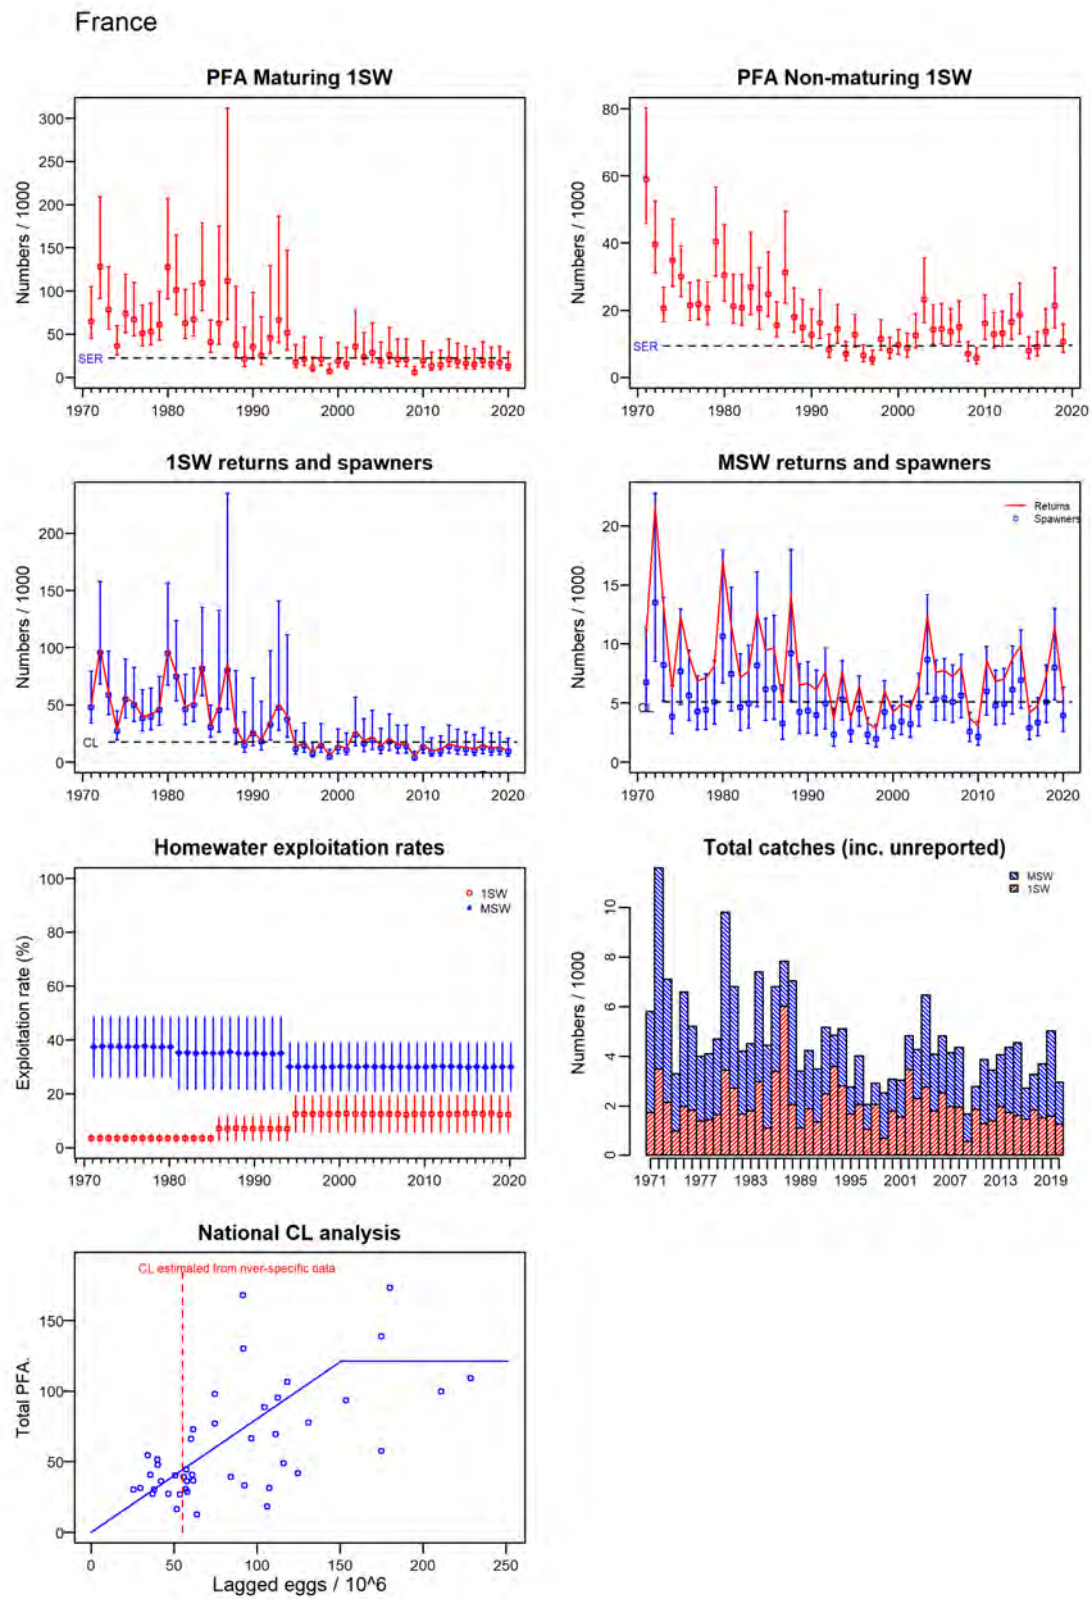 France
PFA Maturing 1SW
Numbers / 1000
300
250
200
150
100
50
0
SER
1970 1980 1990 2000 2010 2020
PFA Non-maturing 1SW
Numbers / 1000
80
60
40
20
0
SER
1970 1980 1990 2000 2010 2020
1SW returns and spawners
Numbers / 1000
200
150
100
50
0
CL
1970 1980 1990 2000 2010 2020
MSW returns and spawners
Numbers / 1000
20
15
10
5
0
CL
Returns
Spawners
1970 1980 1990 2000 2010 2020
Homewater exploitation rates
Exploitation rate (%)
100
80
60
40
20
0
1SW
MSW
1970 1980 1990 2000 2010 2020
Total catches (inc. unreported)
Numbers / 1000
10
8
6
4
2
0
MSW
1SW
1971 1977 1983 1989 1995 2001 2007 2013 2019
National CL analysis
CL estimated from river-specific data
Total PFA.
150
100
50
0
0 50 100 150 200 250
Lagged eggs / 10^6